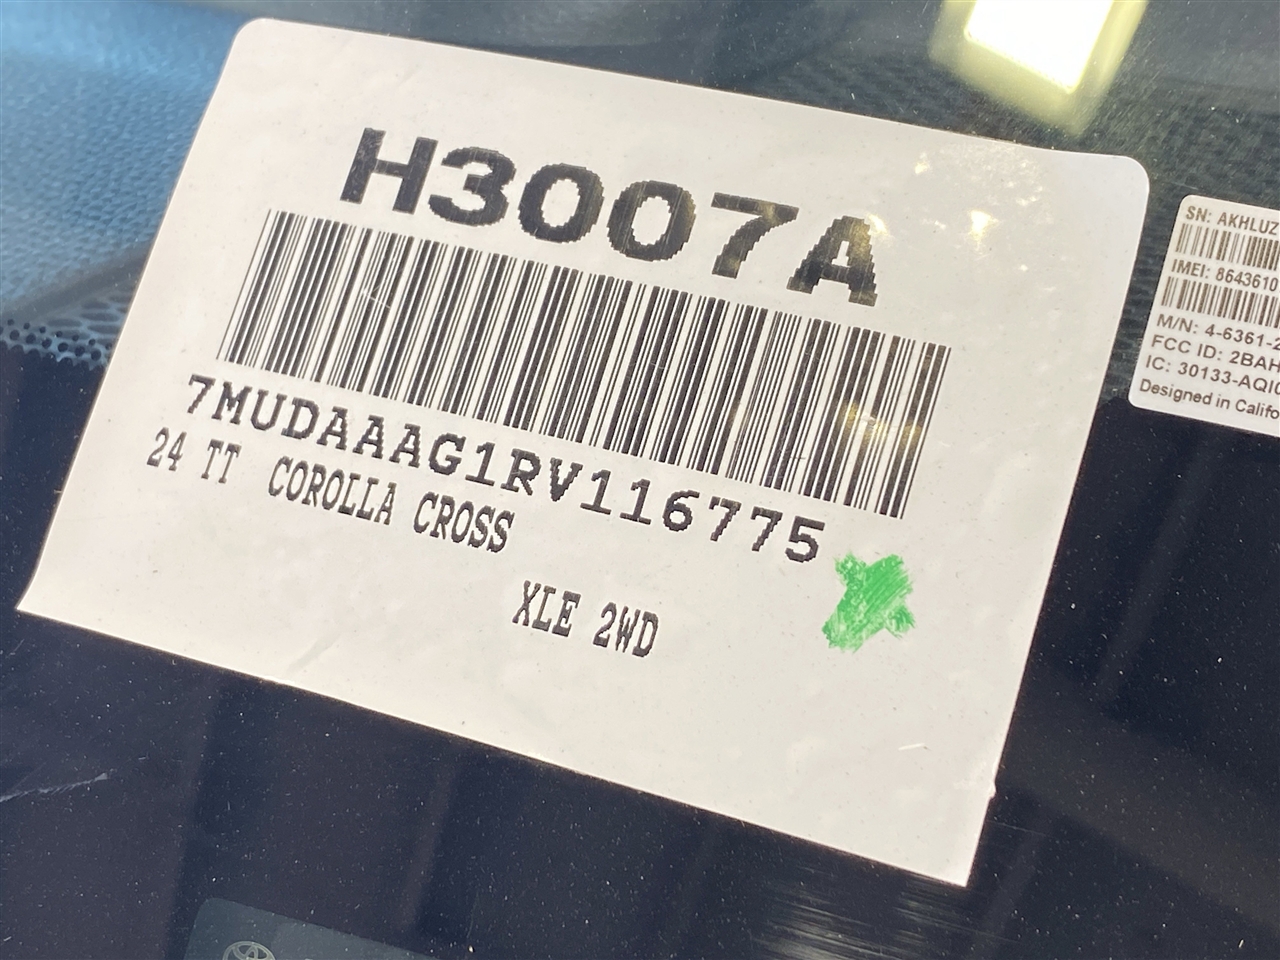 H3007A
7MUDAAAG1RV116775
24 TT COROLLA CROSS
XLE 2WD
SN: AKHLUZ
IMEI: 8643610
M/N: 4-6361-2
FCC ID: 2BAH
IC: 30133-AQI0
Designed in Califo